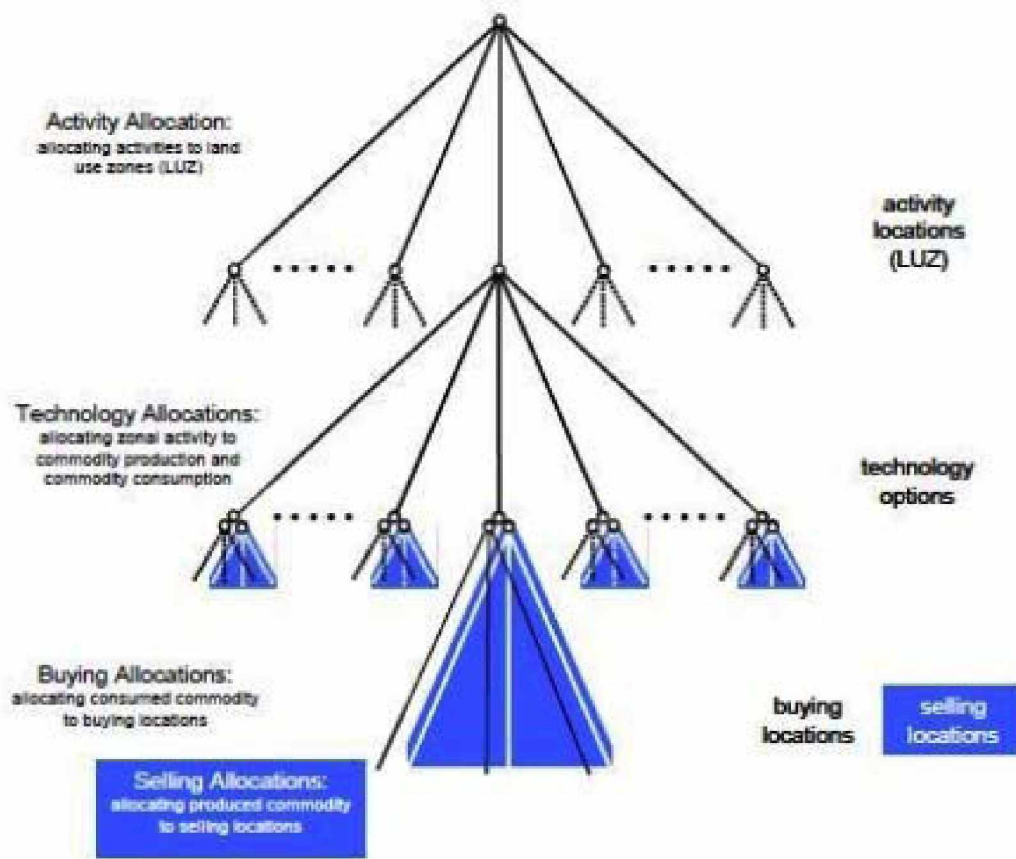 Activity Allocation:
allocating activities to land
use zones (LUZ)
activity
locations
(LUZ)
Technology Allocations:
allocating zonal activity to
commodity production and
commodity consumption
technology
options
Buying Allocations:
allocating consumed commodity
to buying locations
buying
locations
selling
locations
Selling Allocations:
allocating produced commodity
to selling locations